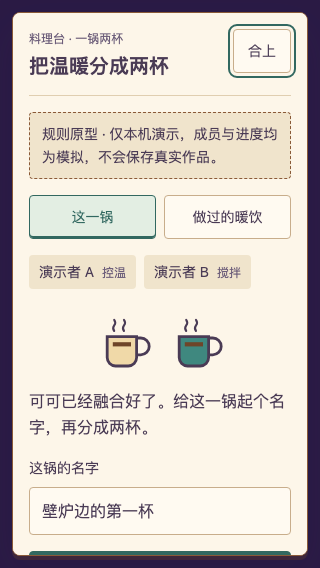 料理台 · 一锅两杯
把温暖分成两杯
合上
规则原型 · 仅本机演示，成员与进度均
为模拟，不会保存真实作品。
这一锅
做过的暖饮
演示者 A 控温
演示者 B 搅拌
可可已经融合好了。给这一锅起个名
字，再分成两杯。
这锅的名字
壁炉边的第一杯